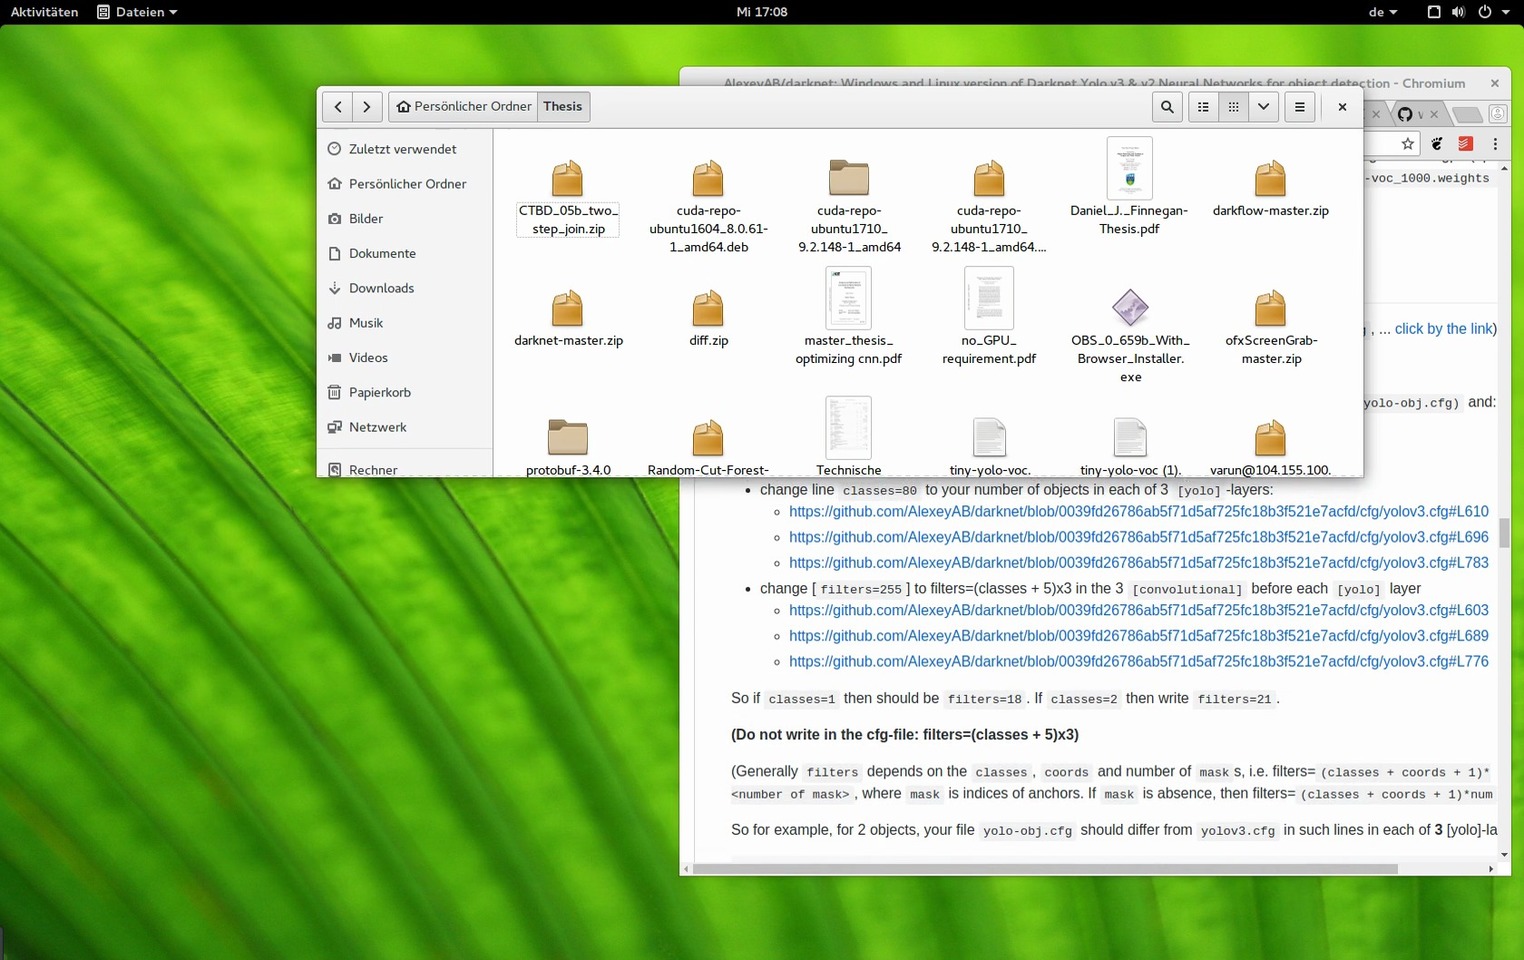 Aktivitäten Dateien Mi 17:08 de
AlexeyAB/darknet: Windows and Linux version of Darknet Yolo v3 & v2 Neural Networks for object detection - Chromium
Persönlicher Ordner Thesis
Zuletzt verwendet
Persönlicher Ordner
Bilder
Dokumente
Downloads
Musik
Videos
Papierkorb
Netzwerk
Rechner
CTBD_05b_two_
step_join.zip
cuda-repo-
ubuntu1604_8.0.61-
1_amd64.deb
cuda-repo-
ubuntu1710_
9.2.148-1_amd64
cuda-repo-
ubuntu1710_
9.2.148-1_amd64....
Daniel_J._Finnegan-
Thesis.pdf
darkflow-master.zip
darknet-master.zip
diff.zip
master_thesis_
optimizing cnn.pdf
no_GPU_
requirement.pdf
OBS_0_659b_With_
Browser_Installer.
exe
ofxScreenGrab-
master.zip
protobuf-3.4.0
Random-Cut-Forest-
Technische
tiny-yolo-voc.
tiny-yolo-voc (1).
varun@104.155.100.
-voc_1000.weights
, ... click by the link)
yolo-obj.cfg) and:
• change line classes=80 to your number of objects in each of 3 [yolo] -layers:
◦ https://github.com/AlexeyAB/darknet/blob/0039fd26786ab5f71d5af725fc18b3f521e7acfd/cfg/yolov3.cfg#L610
◦ https://github.com/AlexeyAB/darknet/blob/0039fd26786ab5f71d5af725fc18b3f521e7acfd/cfg/yolov3.cfg#L696
◦ https://github.com/AlexeyAB/darknet/blob/0039fd26786ab5f71d5af725fc18b3f521e7acfd/cfg/yolov3.cfg#L783
• change [ filters=255 ] to filters=(classes + 5)x3 in the 3 [convolutional] before each [yolo] layer
◦ https://github.com/AlexeyAB/darknet/blob/0039fd26786ab5f71d5af725fc18b3f521e7acfd/cfg/yolov3.cfg#L603
◦ https://github.com/AlexeyAB/darknet/blob/0039fd26786ab5f71d5af725fc18b3f521e7acfd/cfg/yolov3.cfg#L689
◦ https://github.com/AlexeyAB/darknet/blob/0039fd26786ab5f71d5af725fc18b3f521e7acfd/cfg/yolov3.cfg#L776
So if classes=1 then should be filters=18 . If classes=2 then write filters=21 .
(Do not write in the cfg-file: filters=(classes + 5)x3)
(Generally filters depends on the classes , coords and number of mask s, i.e. filters= (classes + coords + 1)*
<number of mask> , where mask is indices of anchors. If mask is absence, then filters= (classes + coords + 1)*num
So for example, for 2 objects, your file yolo-obj.cfg should differ from yolov3.cfg in such lines in each of 3 [yolo]-la